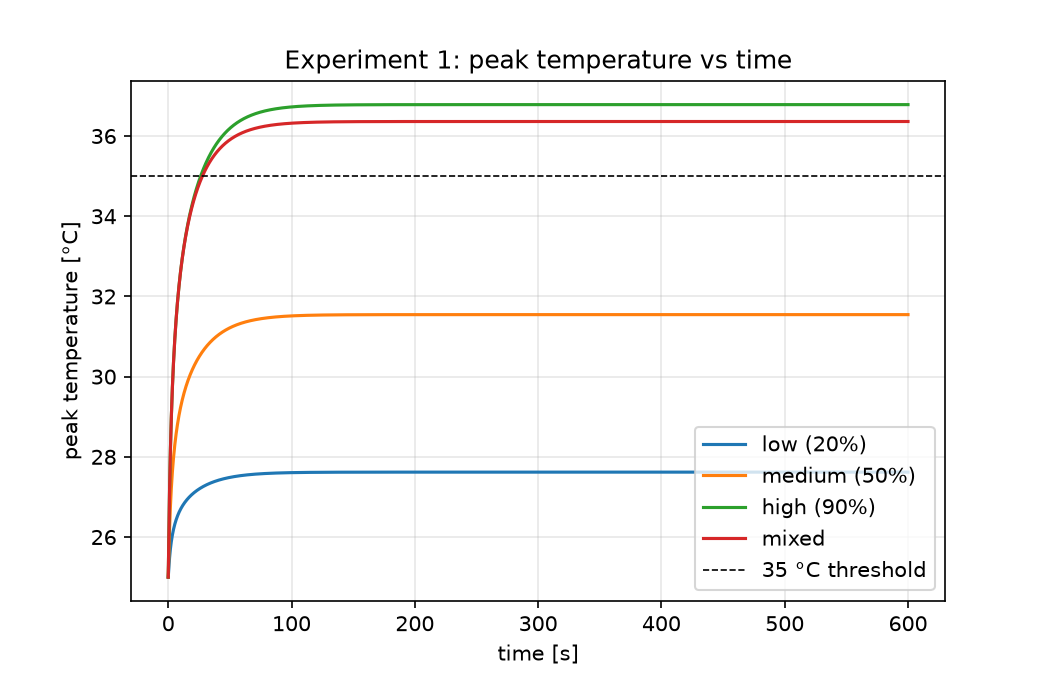 Experiment 1: peak temperature vs time
peak temperature [°C]
36
34
32
30
28
26
low (20%)
medium (50%)
high (90%)
mixed
35 °C threshold
0 100 200 300 400 500 600
time [s]